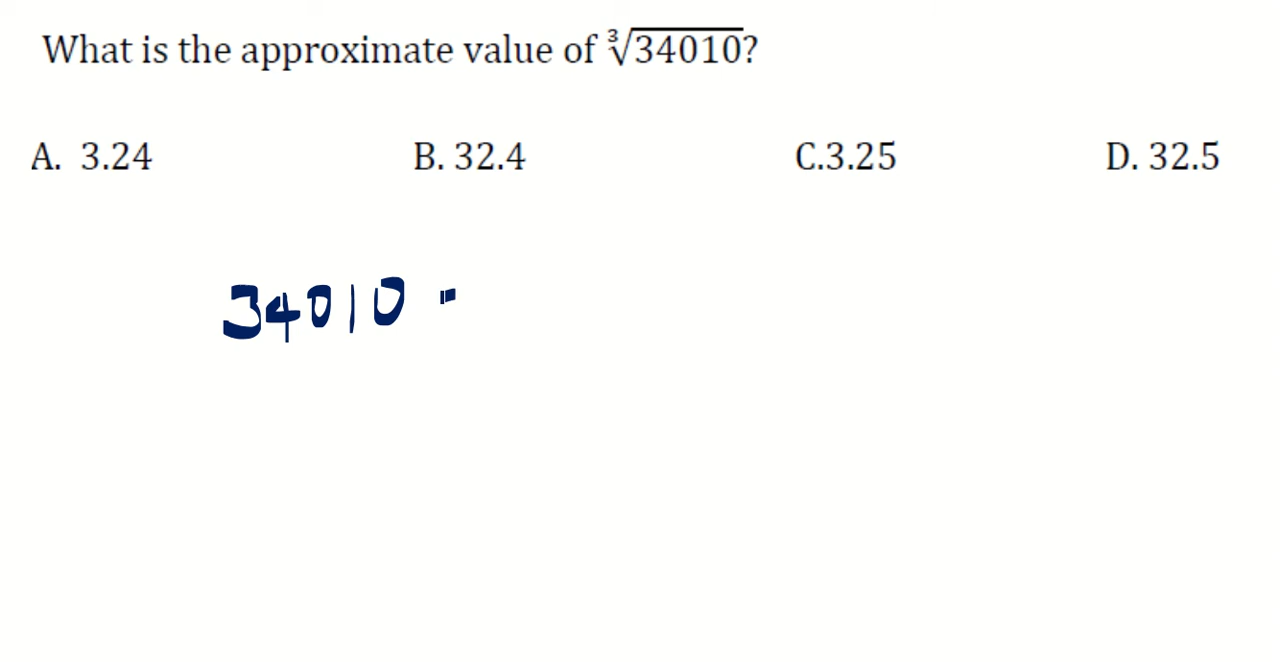 What is the approximate value of ∛34010?
A. 3.24 B. 32.4 C.3.25 D. 32.5
34010